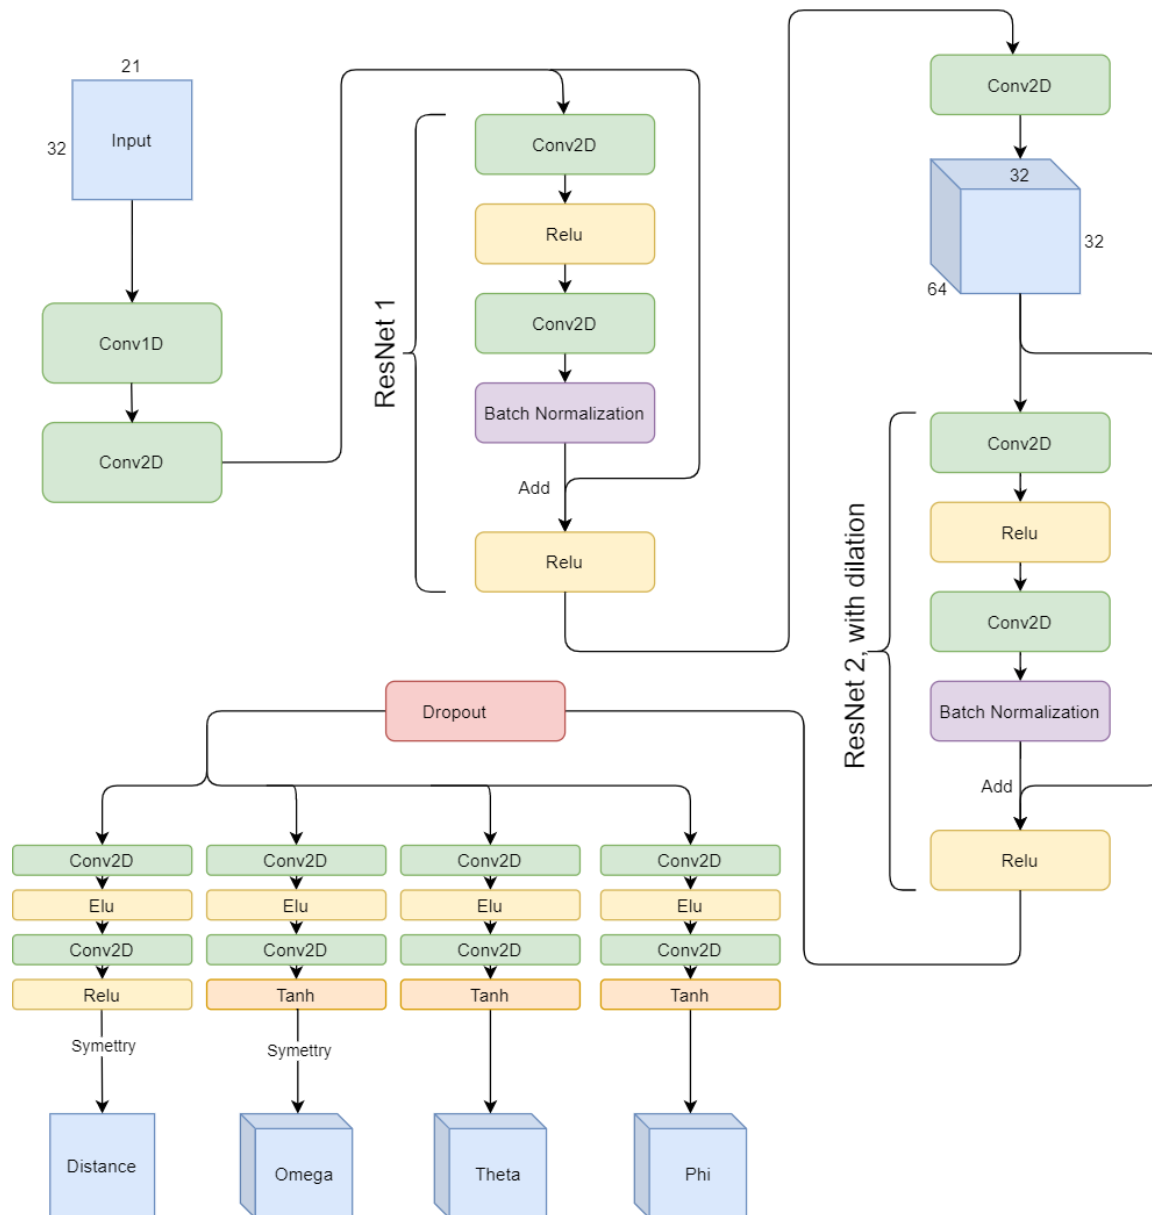 21
32
Input
Conv1D
Conv2D
ResNet 1
Conv2D
Relu
Conv2D
Batch Normalization
Add
Relu
Conv2D
32
32
64
ResNet 2, with dilation
Conv2D
Relu
Conv2D
Batch Normalization
Add
Relu
Dropout
Conv2D
Elu
Conv2D
Relu
Symettry
Distance
Conv2D
Elu
Conv2D
Tanh
Symettry
Omega
Conv2D
Elu
Conv2D
Tanh
Theta
Conv2D
Elu
Conv2D
Tanh
Phi